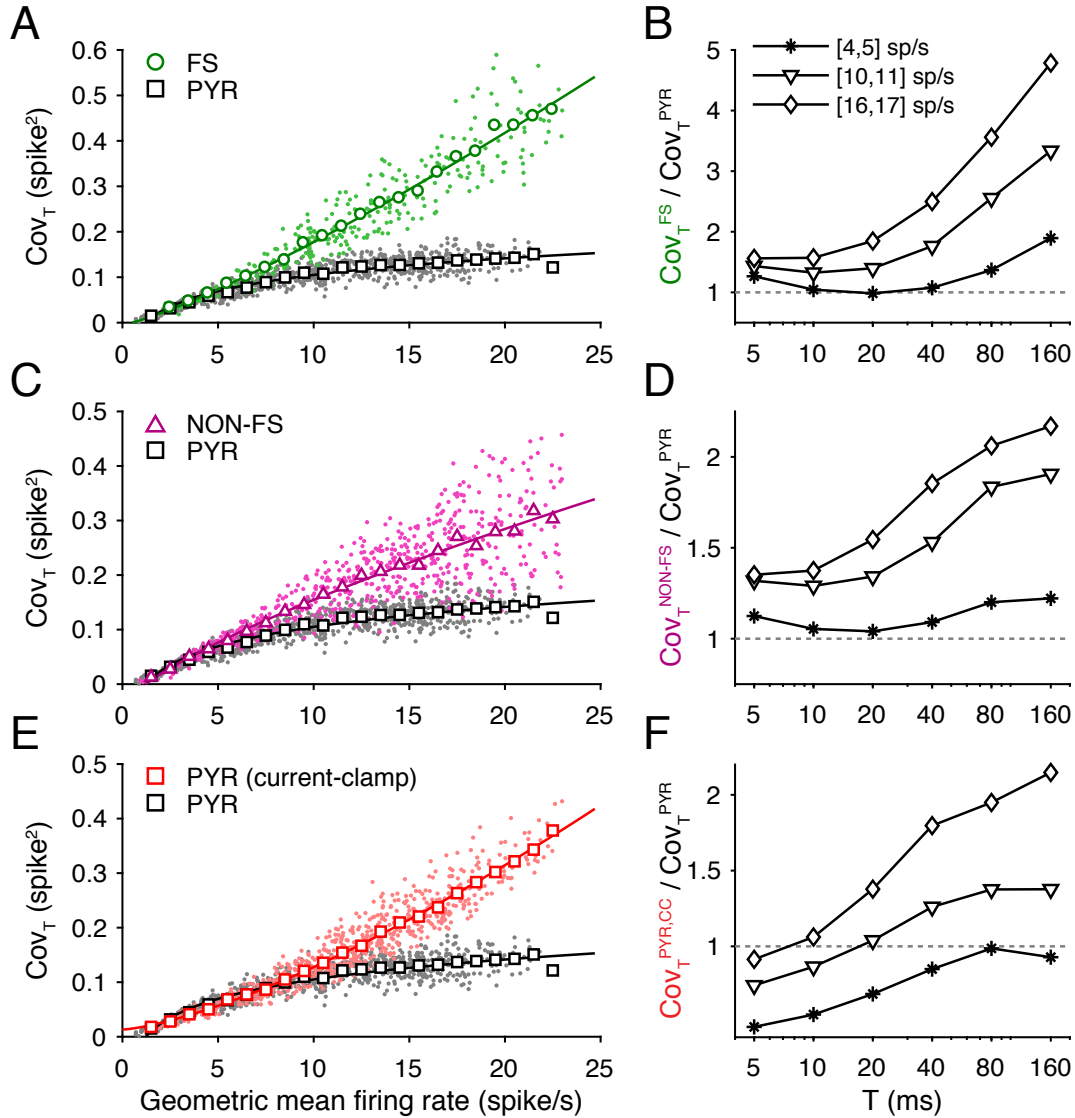 A
Cov_T (spike²)
0.6
0.5
0.4
0.3
0.2
0.1
0
FS
PYR
0 5 10 15 20 25
B
Cov_T^FS / Cov_T^PYR
5
4
3
2
1
[4,5] sp/s
[10,11] sp/s
[16,17] sp/s
5 10 20 40 80 160
C
Cov_T (spike²)
0.5
0.4
0.3
0.2
0.1
0
NON-FS
PYR
0 5 10 15 20 25
D
Cov_T^NON-FS / Cov_T^PYR
2
1.5
1
5 10 20 40 80 160
E
Cov_T (spike²)
0.5
0.4
0.3
0.2
0.1
0
PYR (current-clamp)
PYR
0 5 10 15 20 25
Geometric mean firing rate (spike/s)
F
Cov_T^PYR,CC / Cov_T^PYR
2
1.5
1
5 10 20 40 80 160
T (ms)